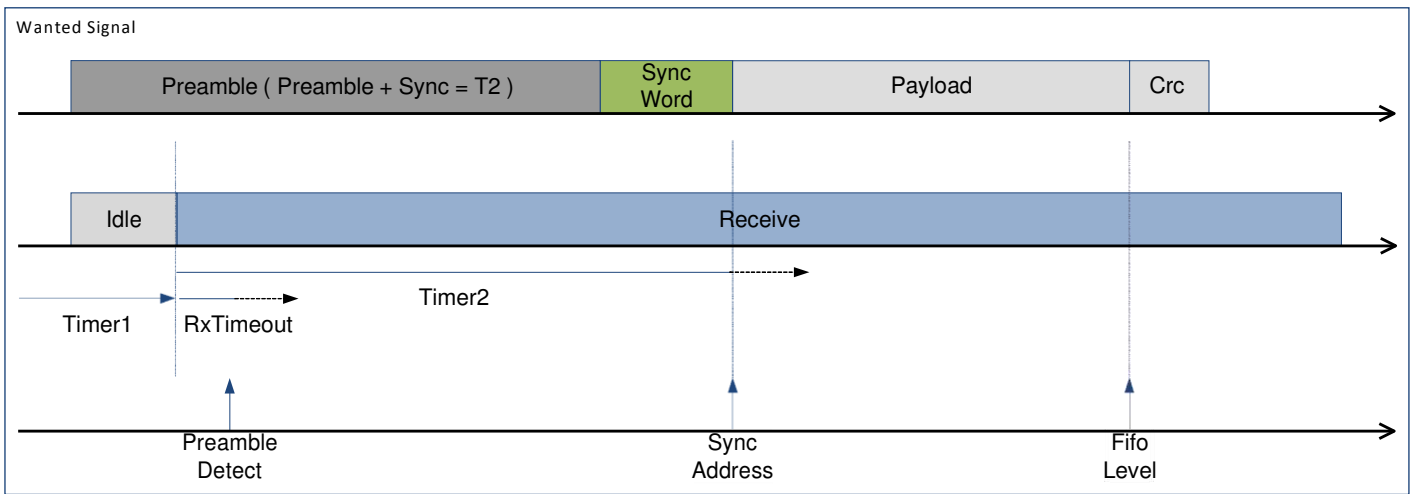 Wanted Signal
Preamble ( Preamble + Sync = T2 )
Sync
Word
Payload
Crc
Idle
Receive
Timer2
Timer1
RxTimeout
Preamble
Detect
Sync
Address
Fifo
Level